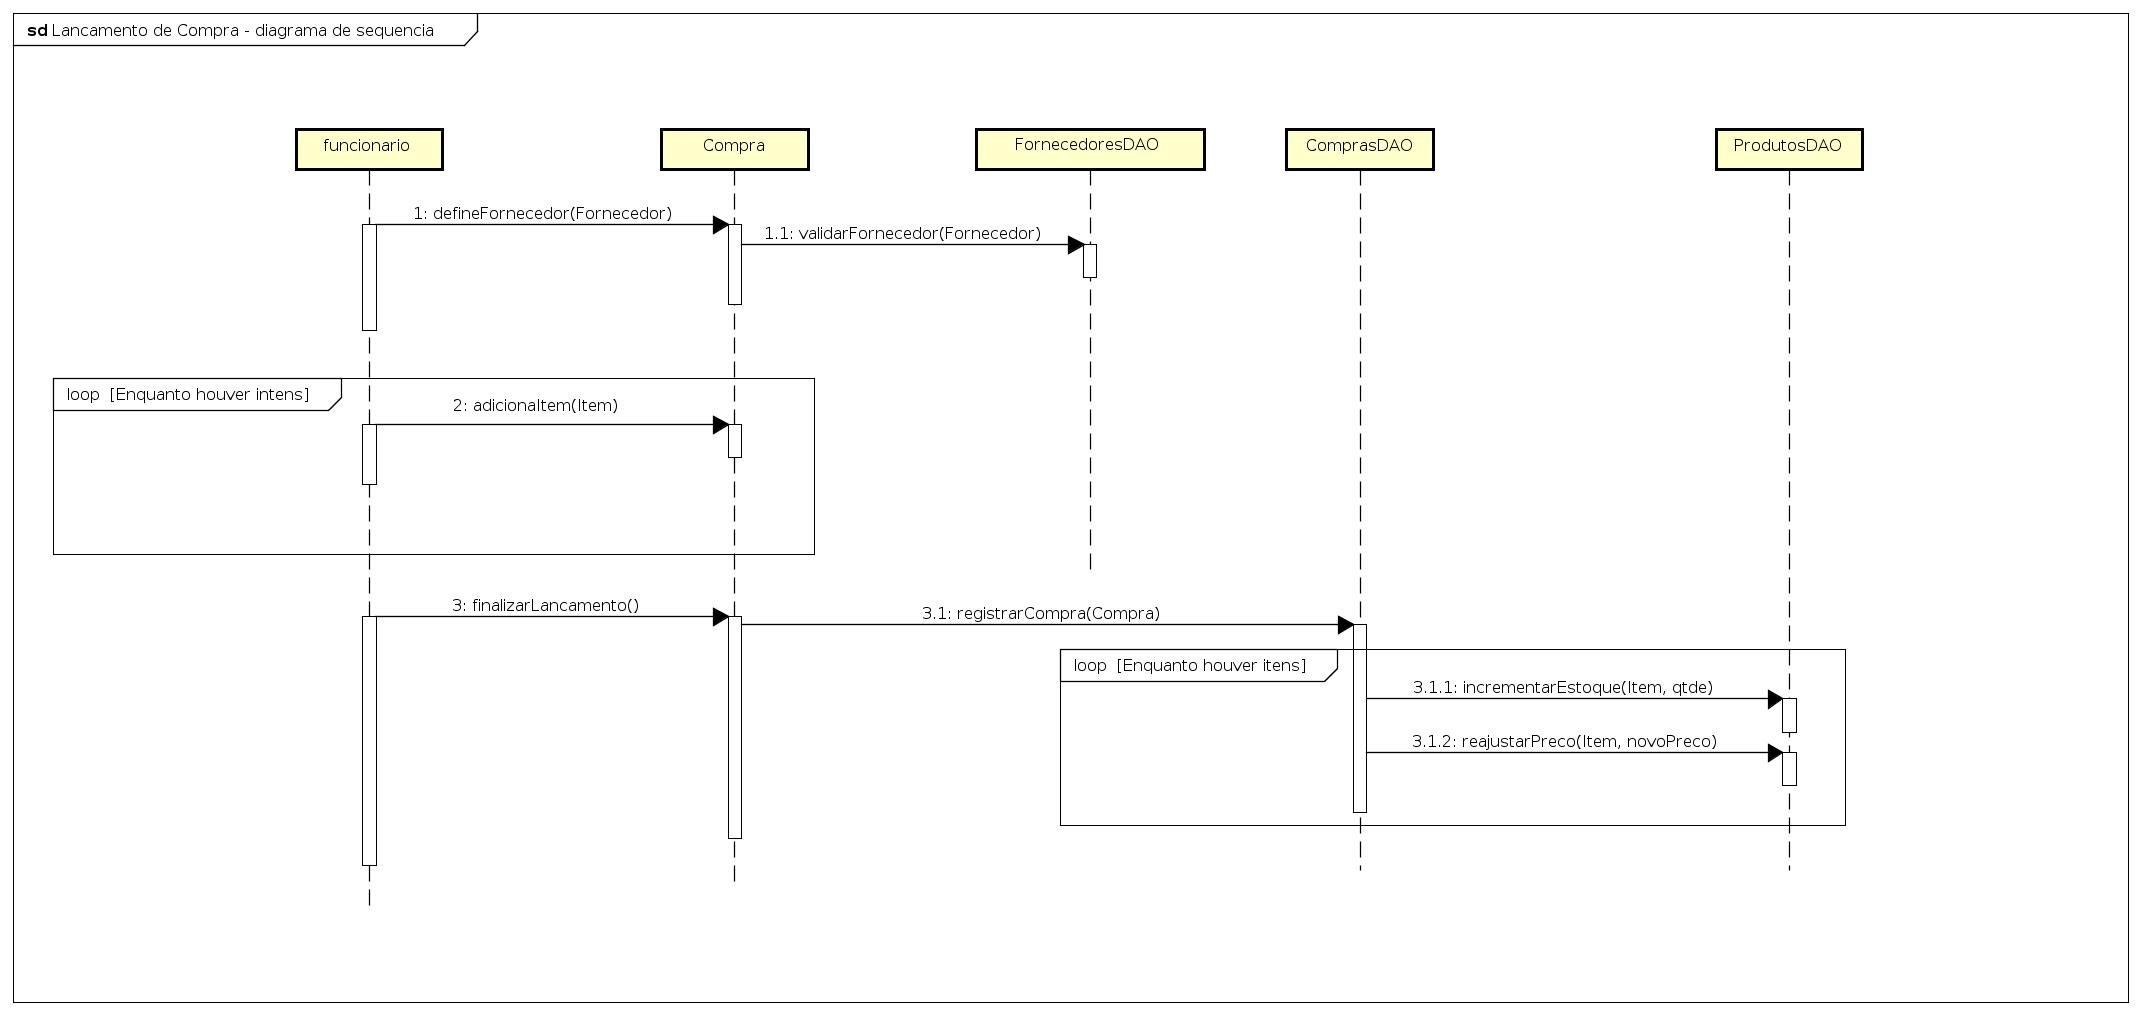 sd Lancamento de Compra - diagrama de sequencia
funcionario
Compra
FornecedoresDAO
ComprasDAO
ProdutosDAO
1: defineFornecedor(Fornecedor)
1.1: validarFornecedor(Fornecedor)
loop [Enquanto houver intens]
2: adicionaItem(Item)
3: finalizarLancamento()
3.1: registrarCompra(Compra)
loop [Enquanto houver itens]
3.1.1: incrementarEstoque(Item, qtde)
3.1.2: reajustarPreco(Item, novoPreco)